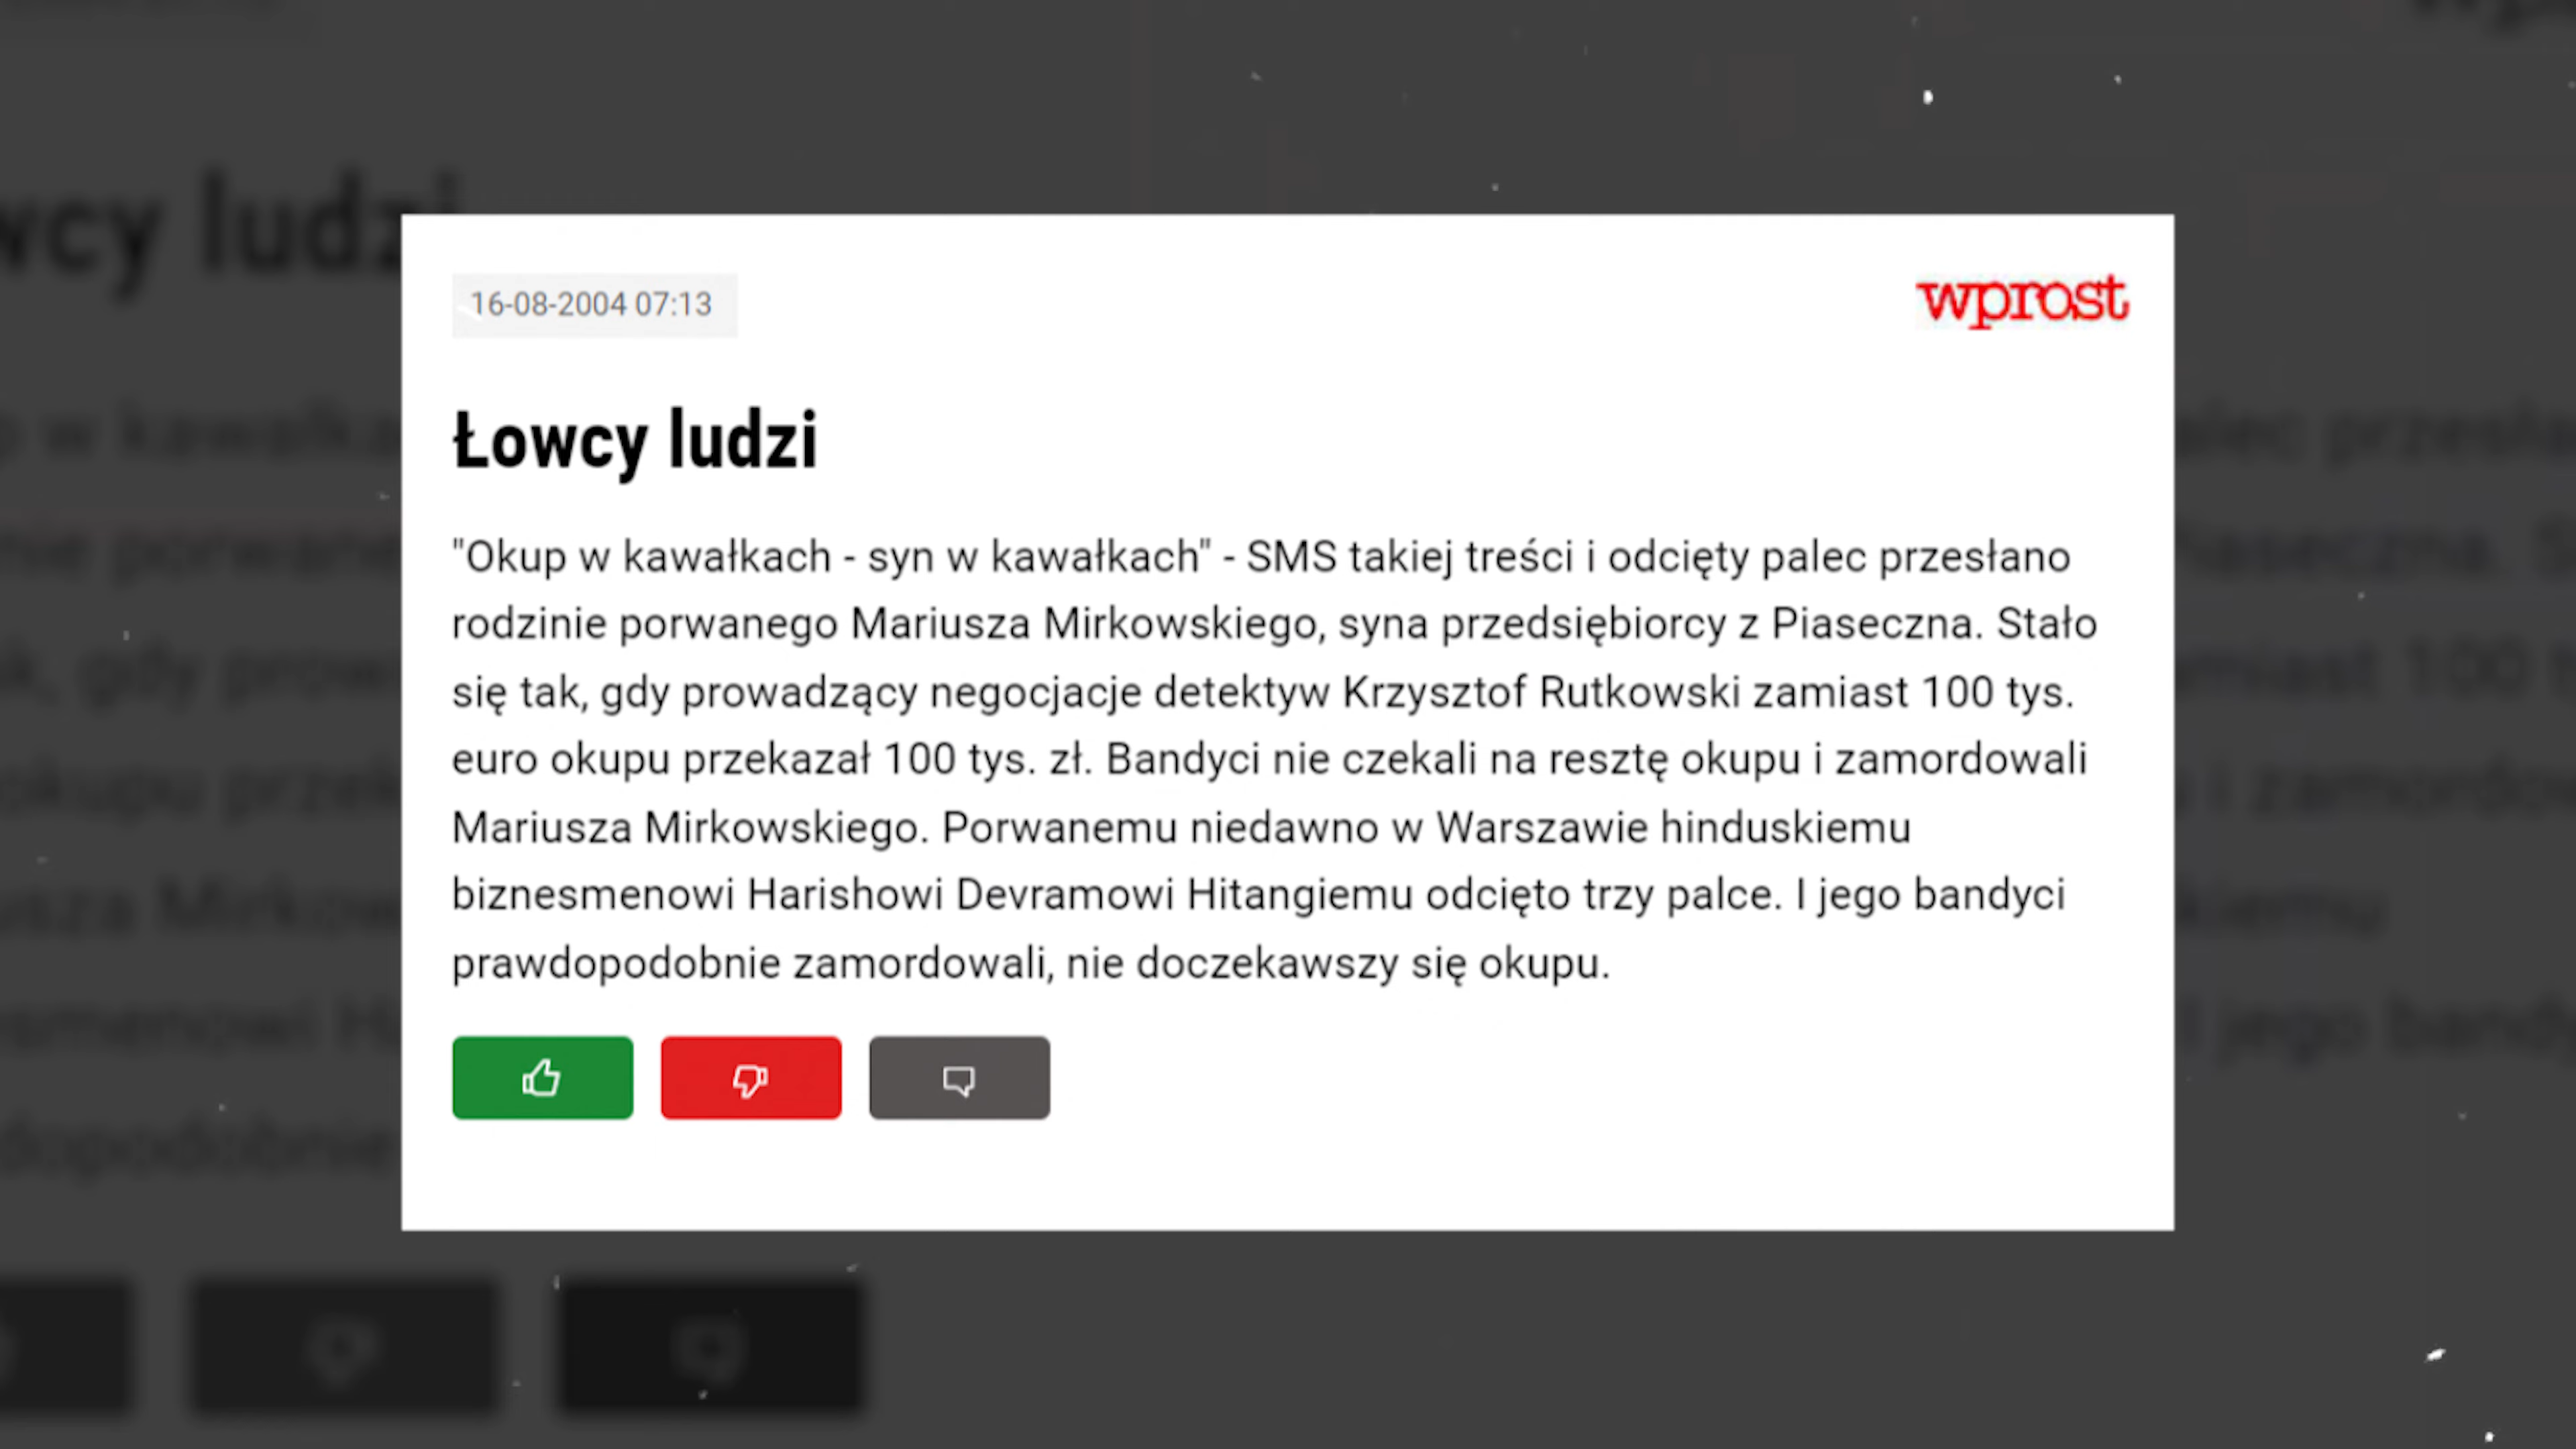 16-08-2004 07:13
wprost
Łowcy ludzi
"Okup w kawałkach - syn w kawałkach" - SMS takiej treści i odcięty palec przesłano
rodzinie porwanego Mariusza Mirkowskiego, syna przedsiębiorcy z Piaseczna. Stało
się tak, gdy prowadzący negocjacje detektyw Krzysztof Rutkowski zamiast 100 tys.
euro okupu przekazał 100 tys. zł. Bandyci nie czekali na resztę okupu i zamordowali
Mariusza Mirkowskiego. Porwanemu niedawno w Warszawie hinduskiemu
biznesmenowi Harishowi Devramowi Hitangiemu odcięto trzy palce. I jego bandyci
prawdopodobnie zamordowali, nie doczekawszy się okupu.